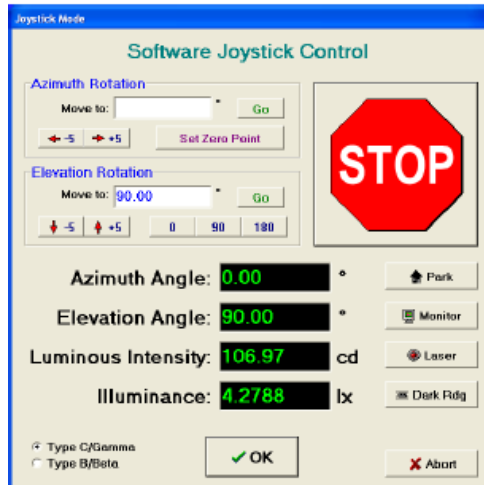 Joystick Mode
Software Joystick Control
Azimuth Rotation
Move to: ° Go
-5 +5 Set Zero Point
Elevation Rotation
Move to: 90.00 ° Go
-5 +5 0 90 180
STOP
Azimuth Angle: 0.00 ° Park
Elevation Angle: 90.00 ° Monitor
Luminous Intensity: 106.97 cd Laser
Illuminance: 4.2788 lx Dark Rdg
Type C/Gamma
Type B/Beta
OK
Abort